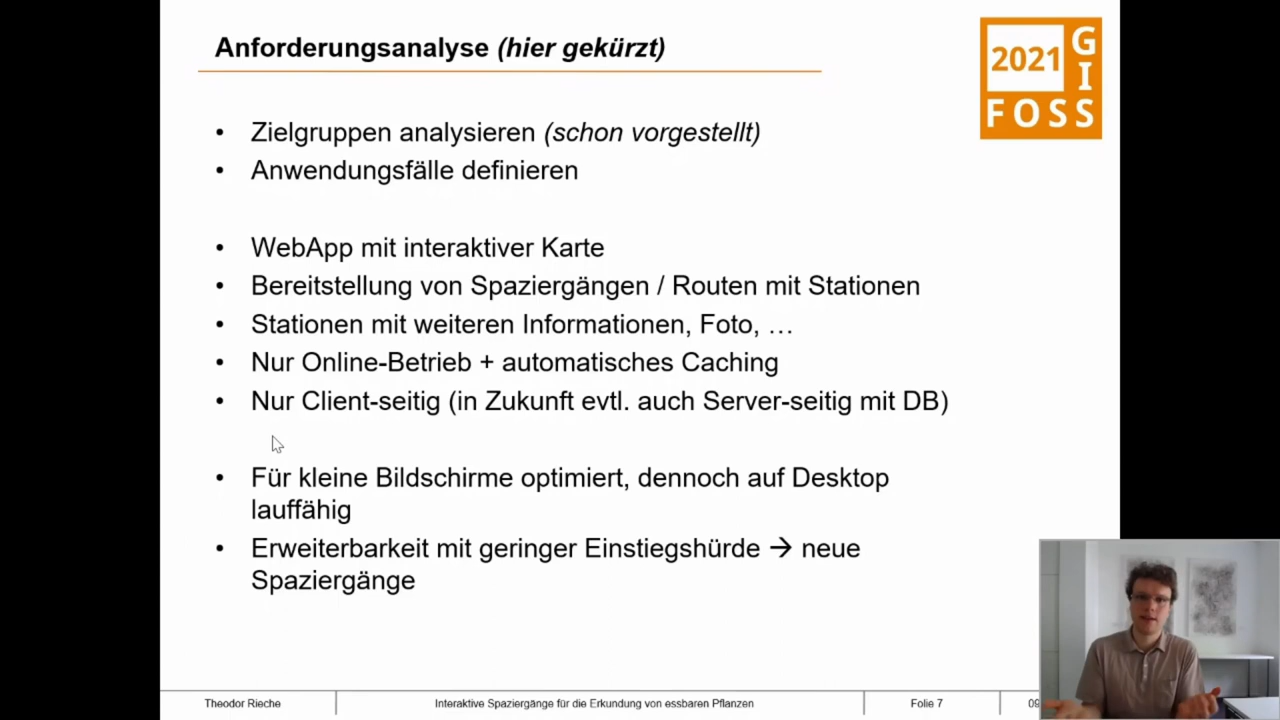 Anforderungsanalyse (hier gekürzt)
2021
GIS
FOSS
• Zielgruppen analysieren (schon vorgestellt)
• Anwendungsfälle definieren
• WebApp mit interaktiver Karte
• Bereitstellung von Spaziergängen / Routen mit Stationen
• Stationen mit weiteren Informationen, Foto, …
• Nur Online-Betrieb + automatisches Caching
• Nur Client-seitig (in Zukunft evtl. auch Server-seitig mit DB)
• Für kleine Bildschirme optimiert, dennoch auf Desktop
lauffähig
• Erweiterbarkeit mit geringer Einstiegshürde → neue
Spaziergänge
Theodor Rieche
Interaktive Spaziergänge für die Erkundung von essbaren Pflanzen
Folie 7